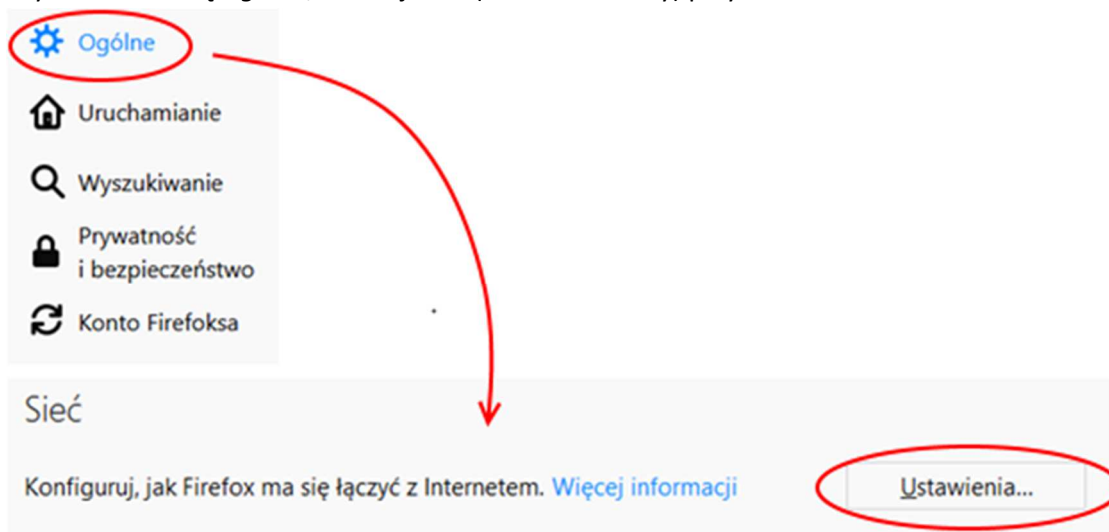 Ogólne
Uruchamianie
Wyszukiwanie
Prywatność
i bezpieczeństwo
Konto Firefoksa
Sieć
Konfiguruj, jak Firefox ma się łączyć z Internetem. Więcej informacji
Ustawienia...